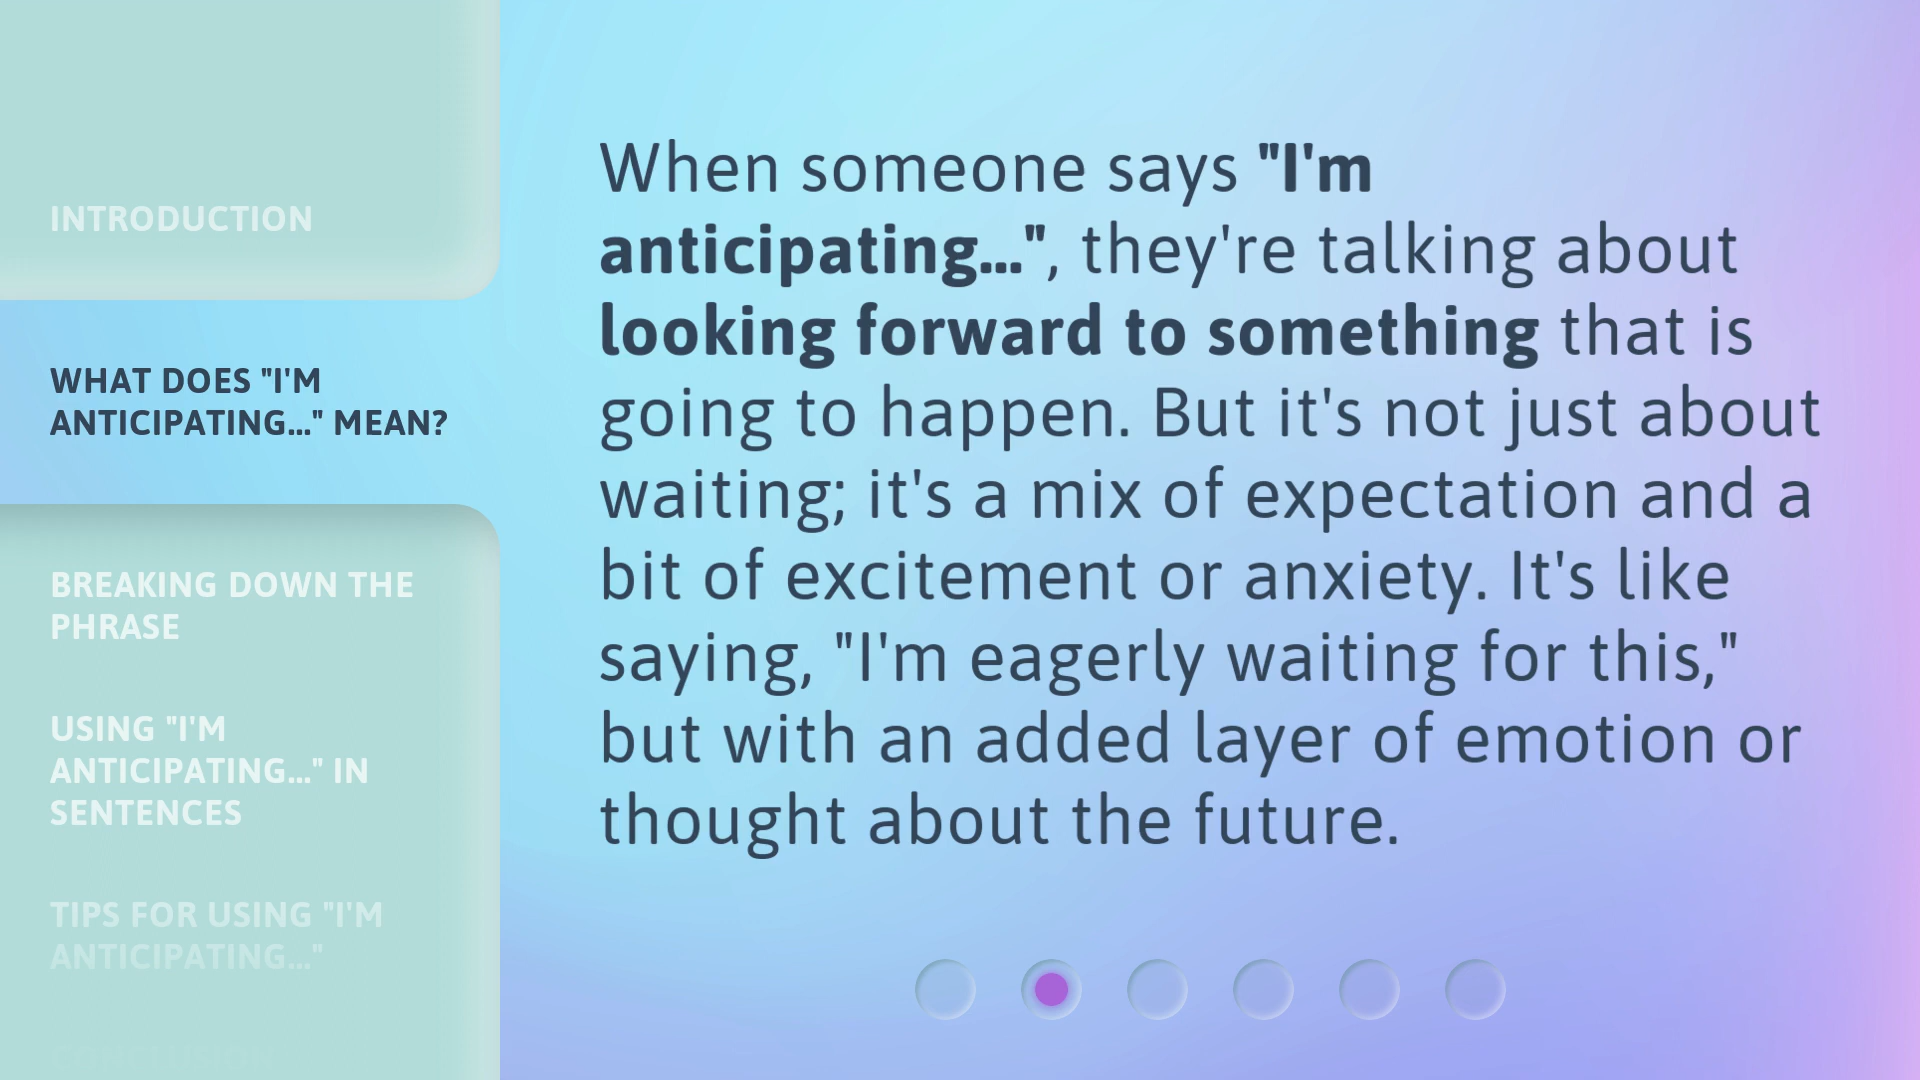 INTRODUCTION
WHAT DOES "I'M
ANTICIPATING..." MEAN?
BREAKING DOWN THE
PHRASE
USING "I'M
ANTICIPATING..." IN
SENTENCES
TIPS FOR USING "I'M
ANTICIPATING..."
CONCLUSION
When someone says "I'm
anticipating...", they're talking about
looking forward to something that is
going to happen. But it's not just about
waiting; it's a mix of expectation and a
bit of excitement or anxiety. It's like
saying, "I'm eagerly waiting for this,"
but with an added layer of emotion or
thought about the future.